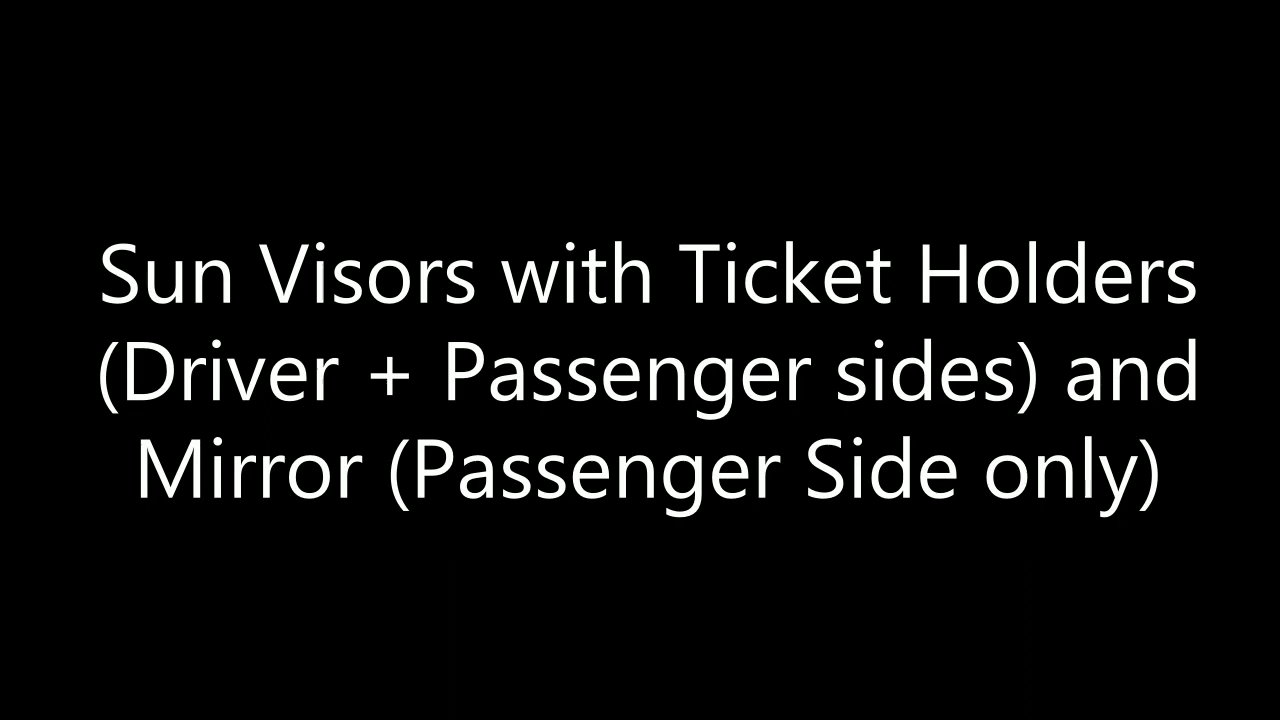 Sun Visors with Ticket Holders
(Driver + Passenger sides) and
Mirror (Passenger Side only)